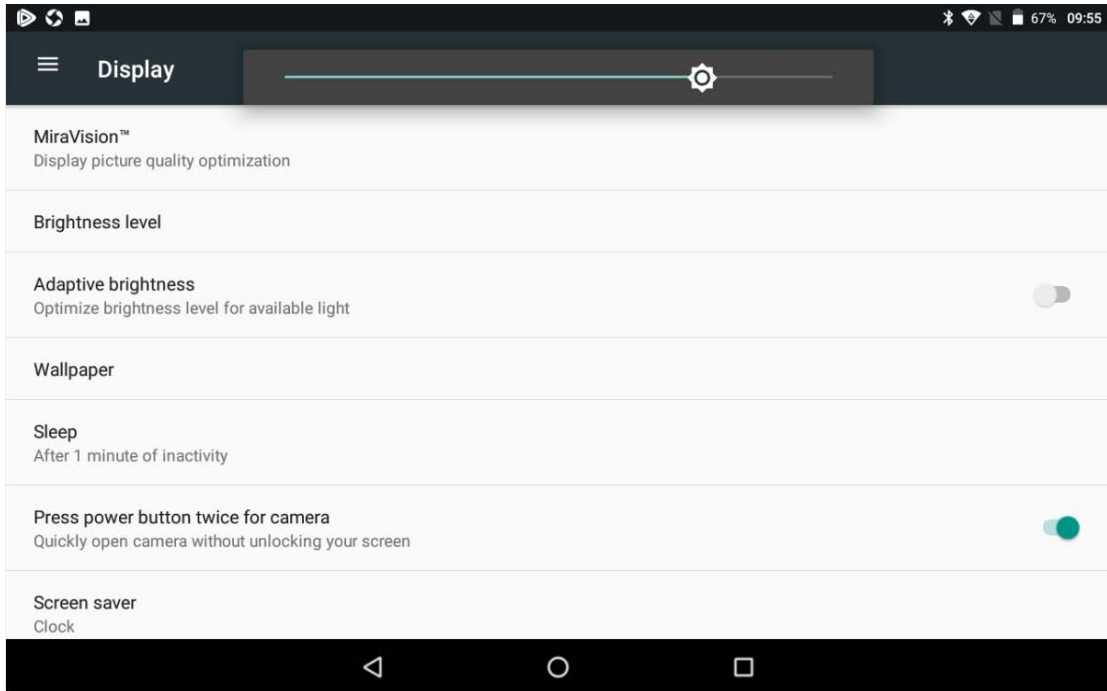 67% 09:55
Display
MiraVision™
Display picture quality optimization
Brightness level
Adaptive brightness
Optimize brightness level for available light
Wallpaper
Sleep
After 1 minute of inactivity
Press power button twice for camera
Quickly open camera without unlocking your screen
Screen saver
Clock